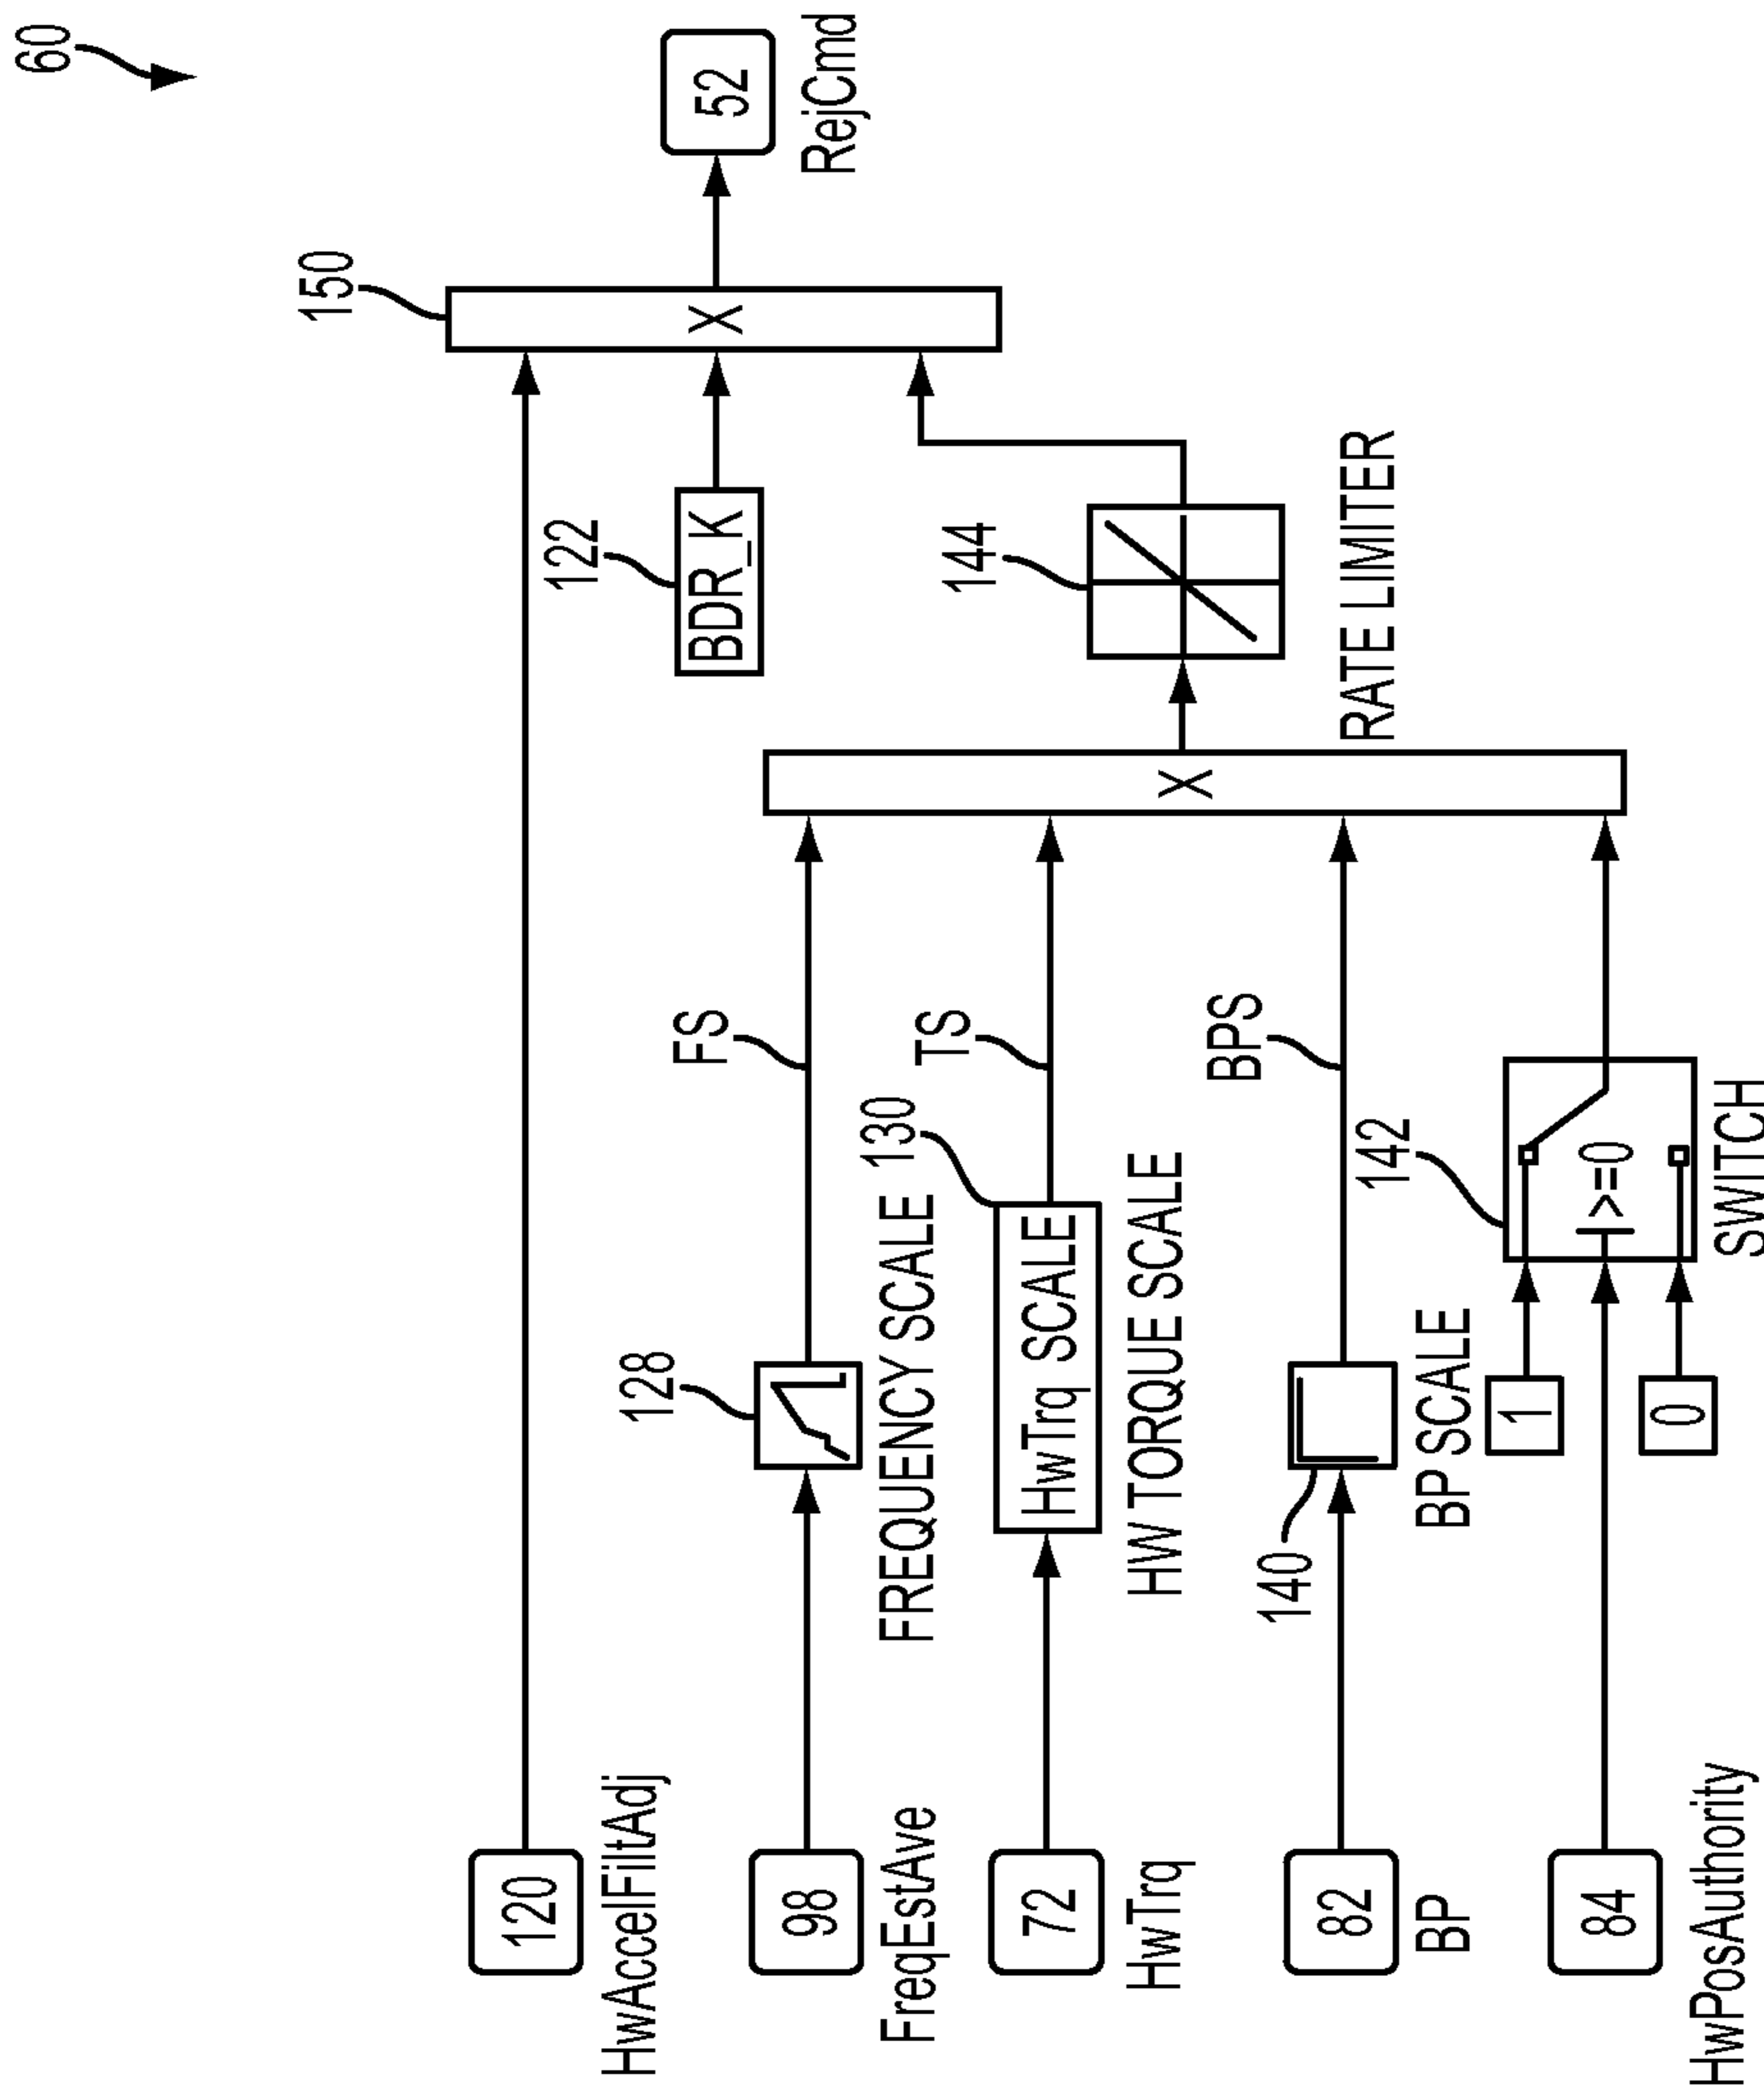 60
120
HwAccelFiltAdj
150
X
52
RejCmd
122
BDR_K
98
FreqEstAve
128
FREQUENCY SCALE
FS
72
HwTrq
130
HwTrq SCALE
HW TORQUE SCALE
TS
X
144
RATE LIMITER
82
BP
140
BP SCALE
BPS
84
HwPosAuthority
1
0
142
>=0
SWITCH